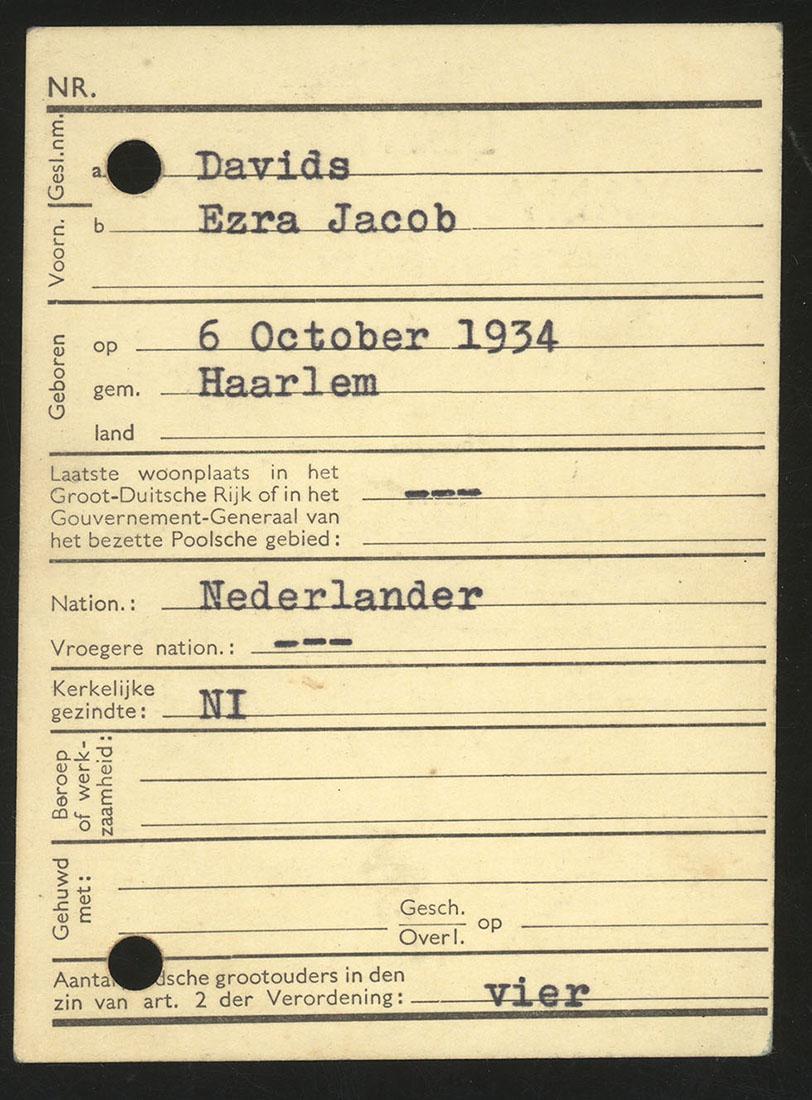 NR.
Gesl.nm.
a. Davids
Voorn.
b Ezra Jacob
Geboren
op 6 October 1934
gem. Haarlem
land
Laatste woonplaats in het
Groot-Duitsche Rijk of in het ---
Gouvernement-Generaal van
het bezette Poolsche gebied:
Nation.: Nederlander
Vroegere nation.: ---
Kerkelijke
gezindte: NI
Beroep
of werk-
zaamheid:
Gehuwd
met:
Gesch.
Overl. op
Aanta dsche grootouders in den
zin van art. 2 der Verordening: vier